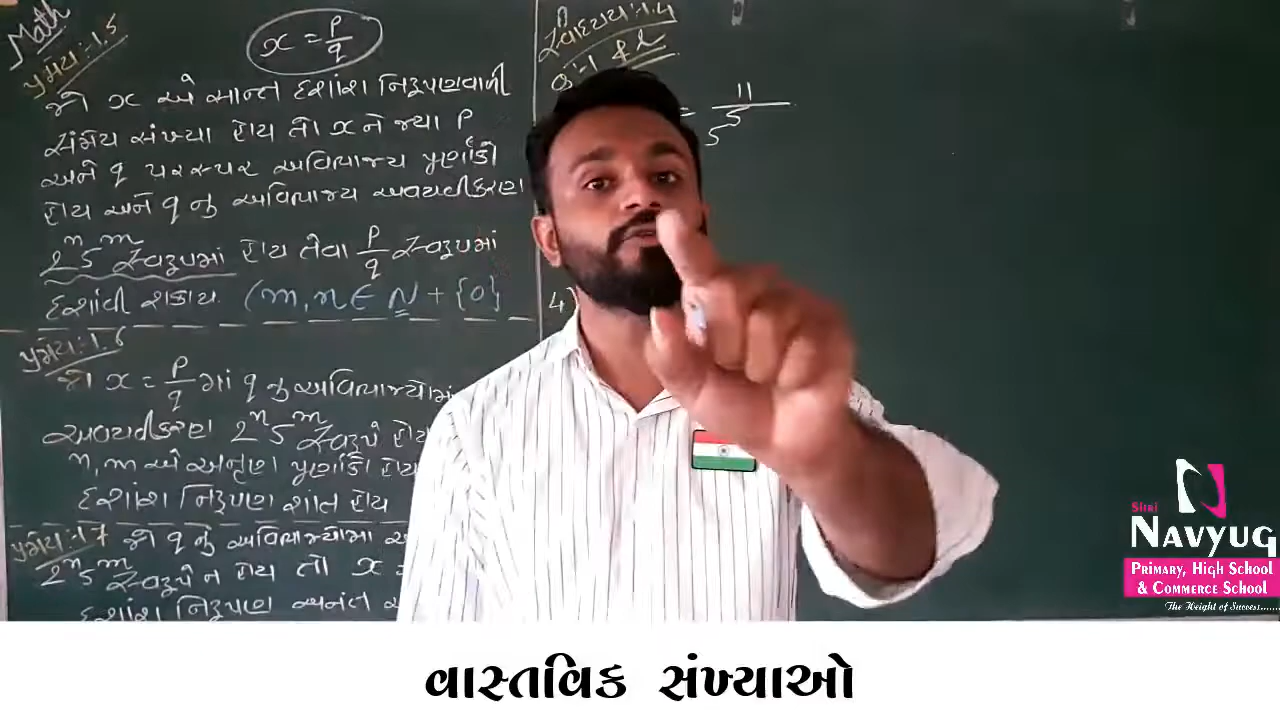 Math
પ્રમેય:-1.5
x = p/q
જો x એ સાન્ત દશાંશ નિરૂપણવાળી
સંમેય સંખ્યા હોય તો x ને જ્યા P
અને q પરસ્પર અવિભાજ્ય પૂર્ણાંકો
હોય અને q નુ અવિભાજ્ય અવયવીકરણ
2ⁿ5ᵐ સ્વરૂપમાં હોય તેવા P/q સ્વરૂપમાં
દર્શાવી શકાય. (m,n ∈ N + {0}
પ્રમેય:-1.6
જો x = P/q માં q નુ અવિભાજ્યોમાં
અવયવીકરણ 2ⁿ5ᵐ સ્વરૂપે હોય
n,m એ અનૃણ પૂર્ણાંકો હોય
દશાંશ નિરૂપણ શાંત હોય
પ્રમેય:-1.7 જો q નુ અવિભાજ્યોમાં અ
2ⁿ5ᵐ સ્વરૂપે ન હોય તો x
દશાંશ નિરૂપણ અનંત
સ્વાધ્યાય:-1.4
= 11/5⁵
4)
Shri
NAVYUG
PRIMARY, HIGH SCHOOL
& COMMERCE SCHOOL
The Height of Success.......
વાસ્તવિક સંખ્યાઓ